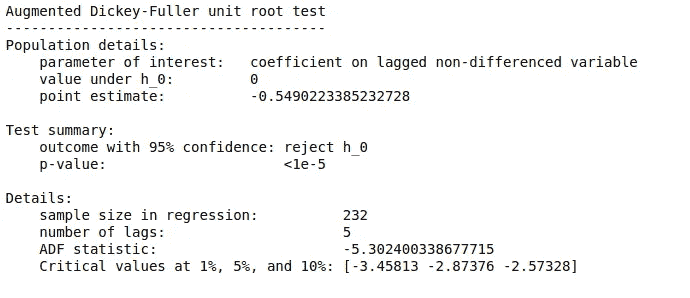 Augmented Dickey-Fuller unit root test
--------------------------------------
Population details:
    parameter of interest:   coefficient on lagged non-differenced variable
    value under h_0:         0
    point estimate:          -0.5490223385232728

Test summary:
    outcome with 95% confidence: reject h_0
    p-value:                     <1e-5

Details:
    sample size in regression:          232
    number of lags:                     5
    ADF statistic:                      -5.302400338677715
    Critical values at 1%, 5%, and 10%: [-3.45813 -2.87376 -2.57328]